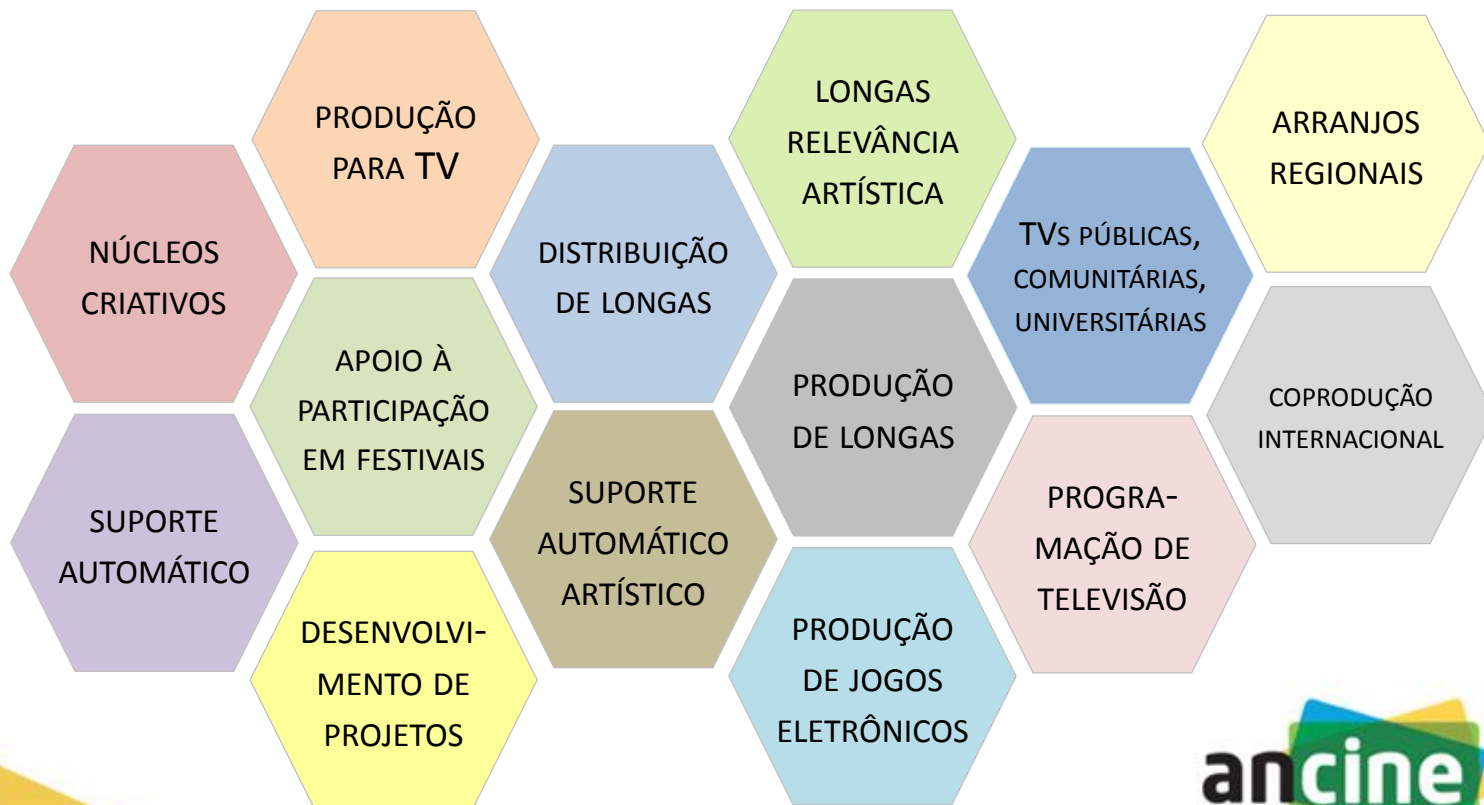 PRODUÇÃO
PARA TV
LONGAS
RELEVÂNCIA
ARTÍSTICA
ARRANJOS
REGIONAIS
NÚCLEOS
CRIATIVOS
DISTRIBUIÇÃO
DE LONGAS
TVS PÚBLICAS,
COMUNITÁRIAS,
UNIVERSITÁRIAS
APOIO À
PARTICIPAÇÃO
EM FESTIVAIS
PRODUÇÃO
DE LONGAS
COPRODUÇÃO
INTERNACIONAL
SUPORTE
AUTOMÁTICO
SUPORTE
AUTOMÁTICO
ARTÍSTICO
PROGRA-
MAÇÃO DE
TELEVISÃO
DESENVOLVI-
MENTO DE
PROJETOS
PRODUÇÃO
DE JOGOS
ELETRÔNICOS
ancine